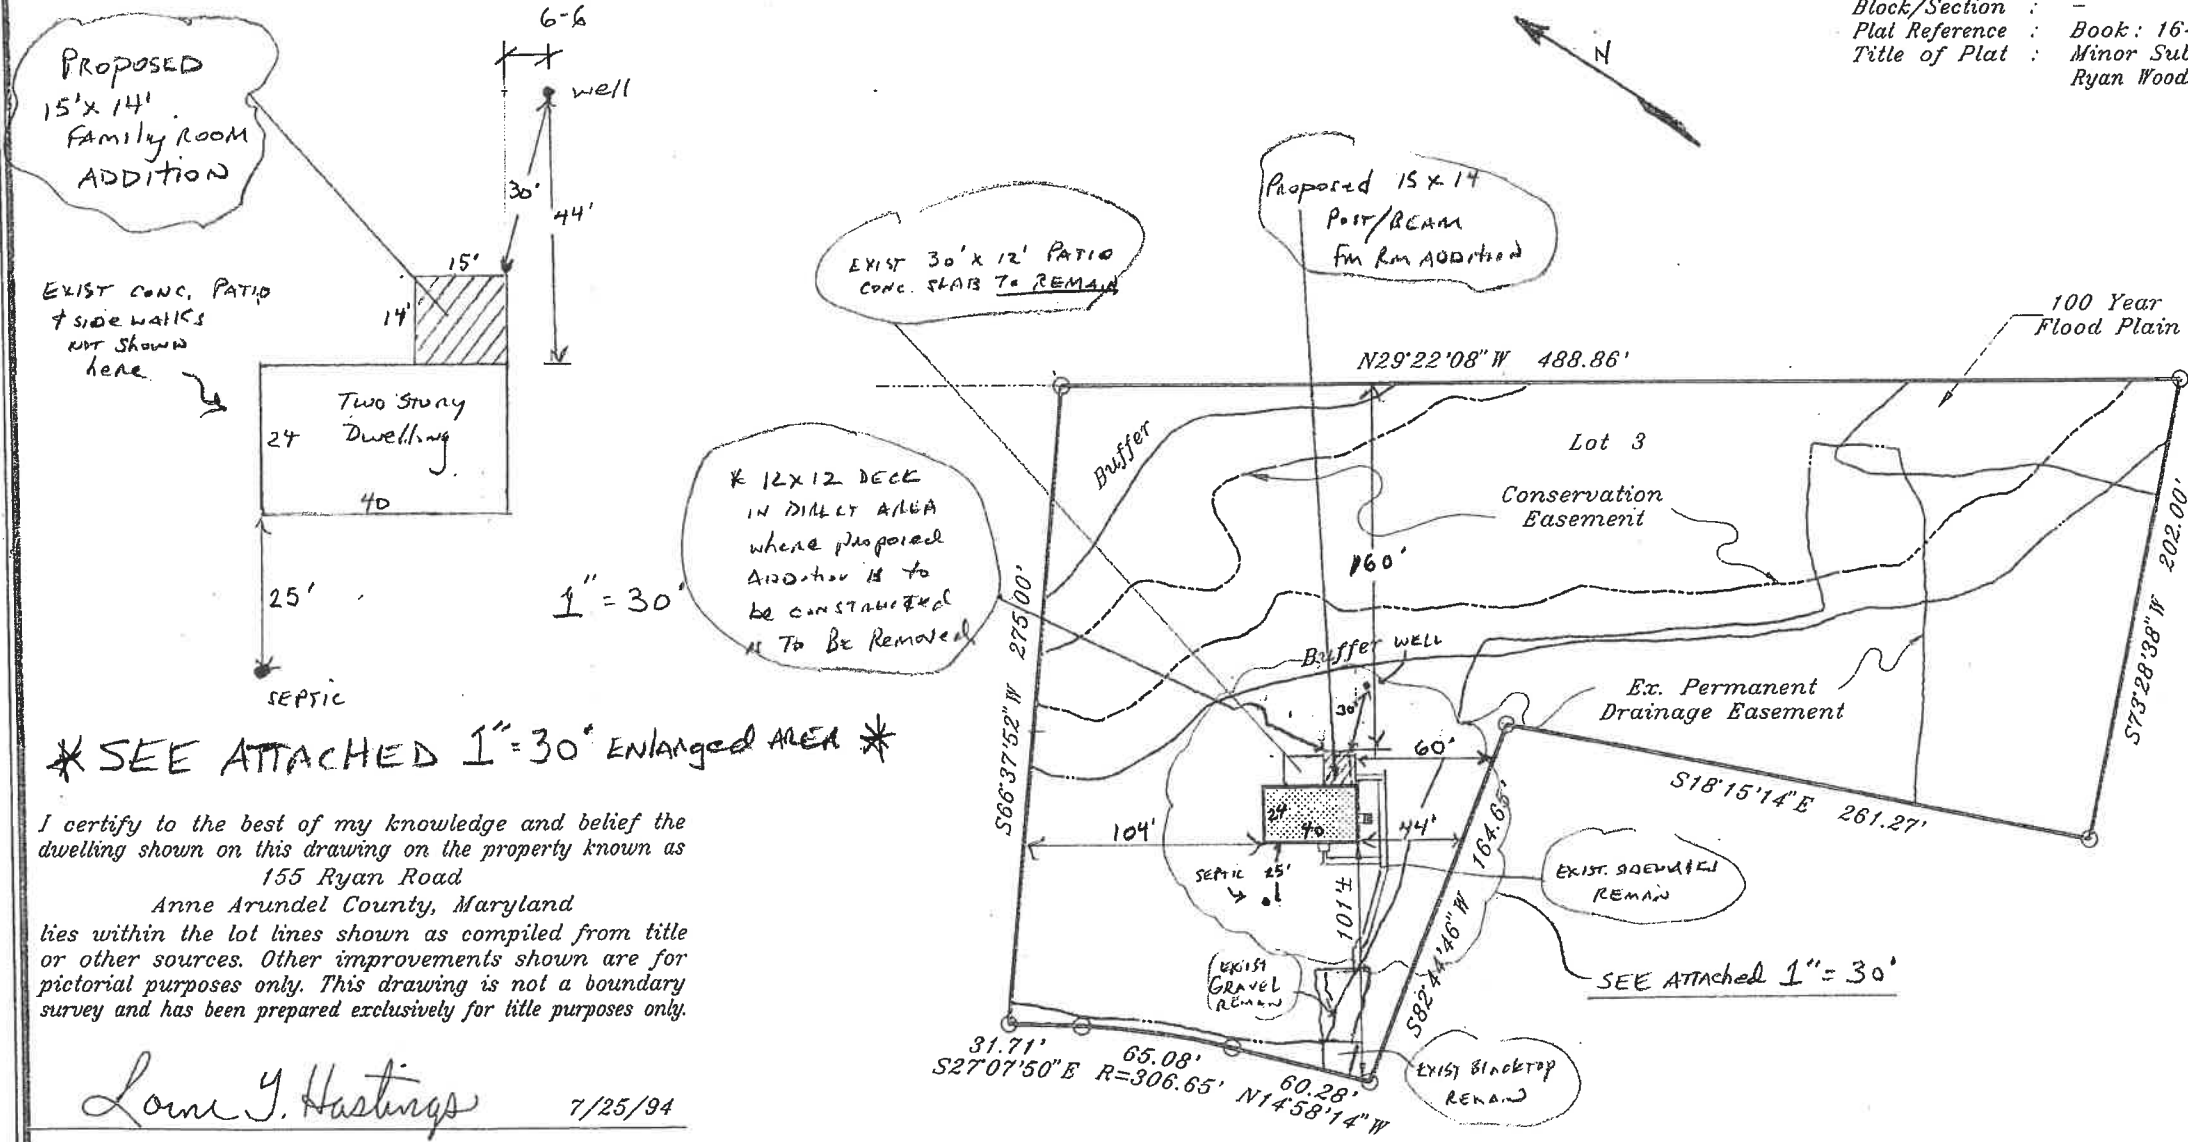 Block/Section : -
Plat Reference : Book: 16
Title of Plat : Minor Sub
Ryan Wood
N
6-6
well
PROPOSED
15'x 14'
FAMILY ROOM
ADDITION
30'
44'
15'
14'
EXIST CONC. PATIO
& SIDEWALKS
NOT SHOWN
here
Two Story
Dwelling
24
40
25'
SEPTIC
1" = 30'
EXIST 30' x 12' PATIO
CONC. SLAB TO REMAIN
Proposed 15 x 14
POST/BEAM
FM RM ADDITION
* 12x12 DECK
IN DIRECT AREA
where proposed
ADDition is to
be CONSTRUCTED
is To Be Removed
100 Year
Flood Plain
N29°22'08"W 488.86'
Buffer
Lot 3
Conservation
Easement
160'
Buffer
WELL
30'
60'
Ex. Permanent
Drainage Easement
S73°28'38"W 202.00'
S66°37'52"W 275.00'
S18°15'14"E 261.27'
104'
24
40
44'
164.65'
S82°44'46"W
SEPTIC
25'
101'±
EXIST. SIDEWALKS
REMAIN
EXIST
GRAVEL
REMAIN
SEE ATTACHED 1" = 30'
EXIST BLACKTOP
REMAIN
31.71'
S27°07'50"E
65.08'
R=306.65'
60.28'
N14°58'14"W
* SEE ATTACHED 1" = 30' ENLARGED AREA *
I certify to the best of my knowledge and belief the
dwelling shown on this drawing on the property known as
155 Ryan Road
Anne Arundel County, Maryland
lies within the lot lines shown as compiled from title
or other sources. Other improvements shown are for
pictorial purposes only. This drawing is not a boundary
survey and has been prepared exclusively for title purposes only.
Y. Hastings
7/25/94